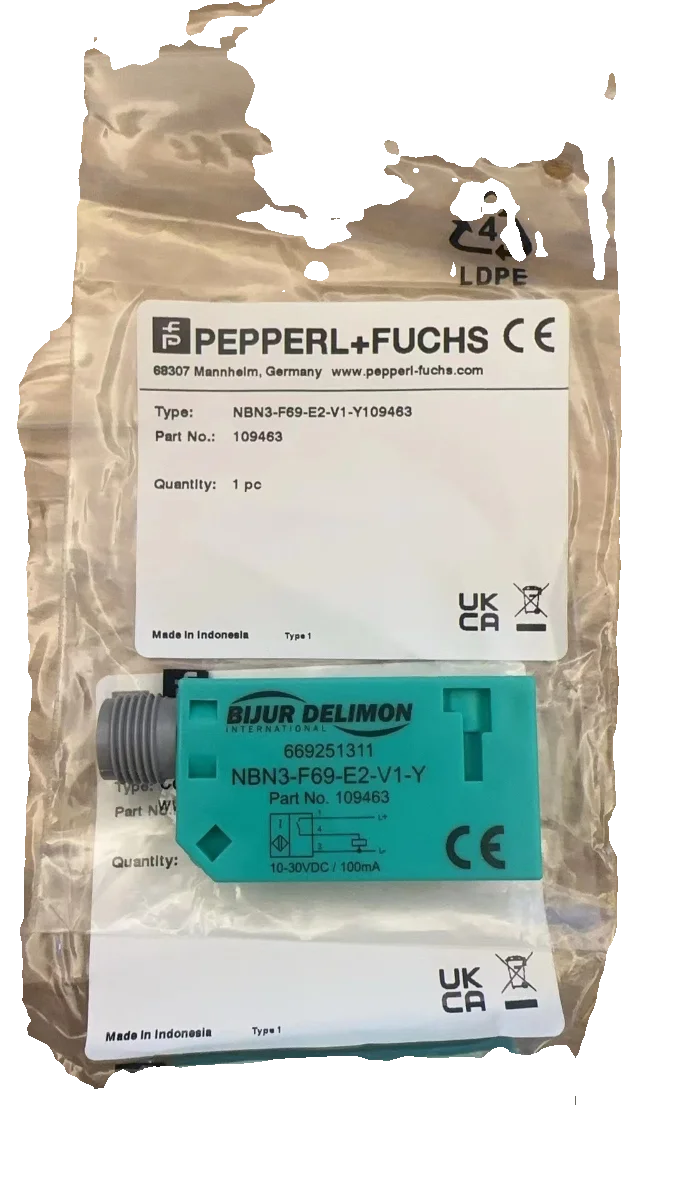 4
LDPE
PEPPERL+FUCHS CE
68307 Mannheim, Germany www.pepperl-fuchs.com
Type: NBN3-F69-E2-V1-Y109463
Part No.: 109463
Quantity: 1 pc
UK
CA
Made in Indonesia Type 1
BIJUR DELIMON
INTERNATIONAL
669251311
NBN3-F69-E2-V1-Y
Part No. 109463
1 L+
4
3 L-
10-30VDC / 100mA
CE
Type:
Part No.
Quantity:
UK
CA
Made in Indonesia Type 1